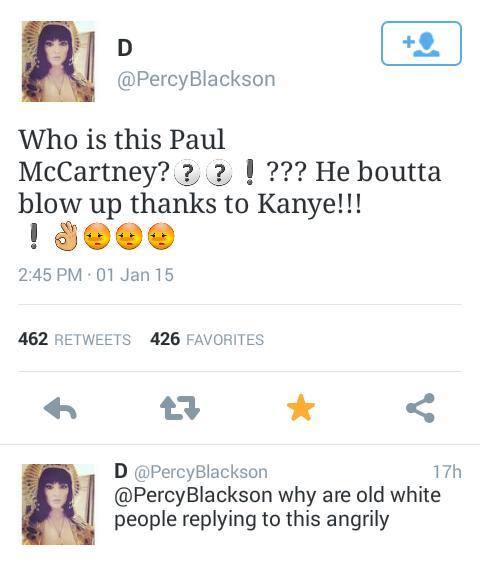 D
@PercyBlackson
Who is this Paul
McCartney?❔❔❕??? He boutta
blow up thanks to Kanye!!!
❕👌😳😳😳
2:45 PM · 01 Jan 15
462 RETWEETS 426 FAVORITES
D @PercyBlackson 17h
@PercyBlackson why are old white
people replying to this angrily